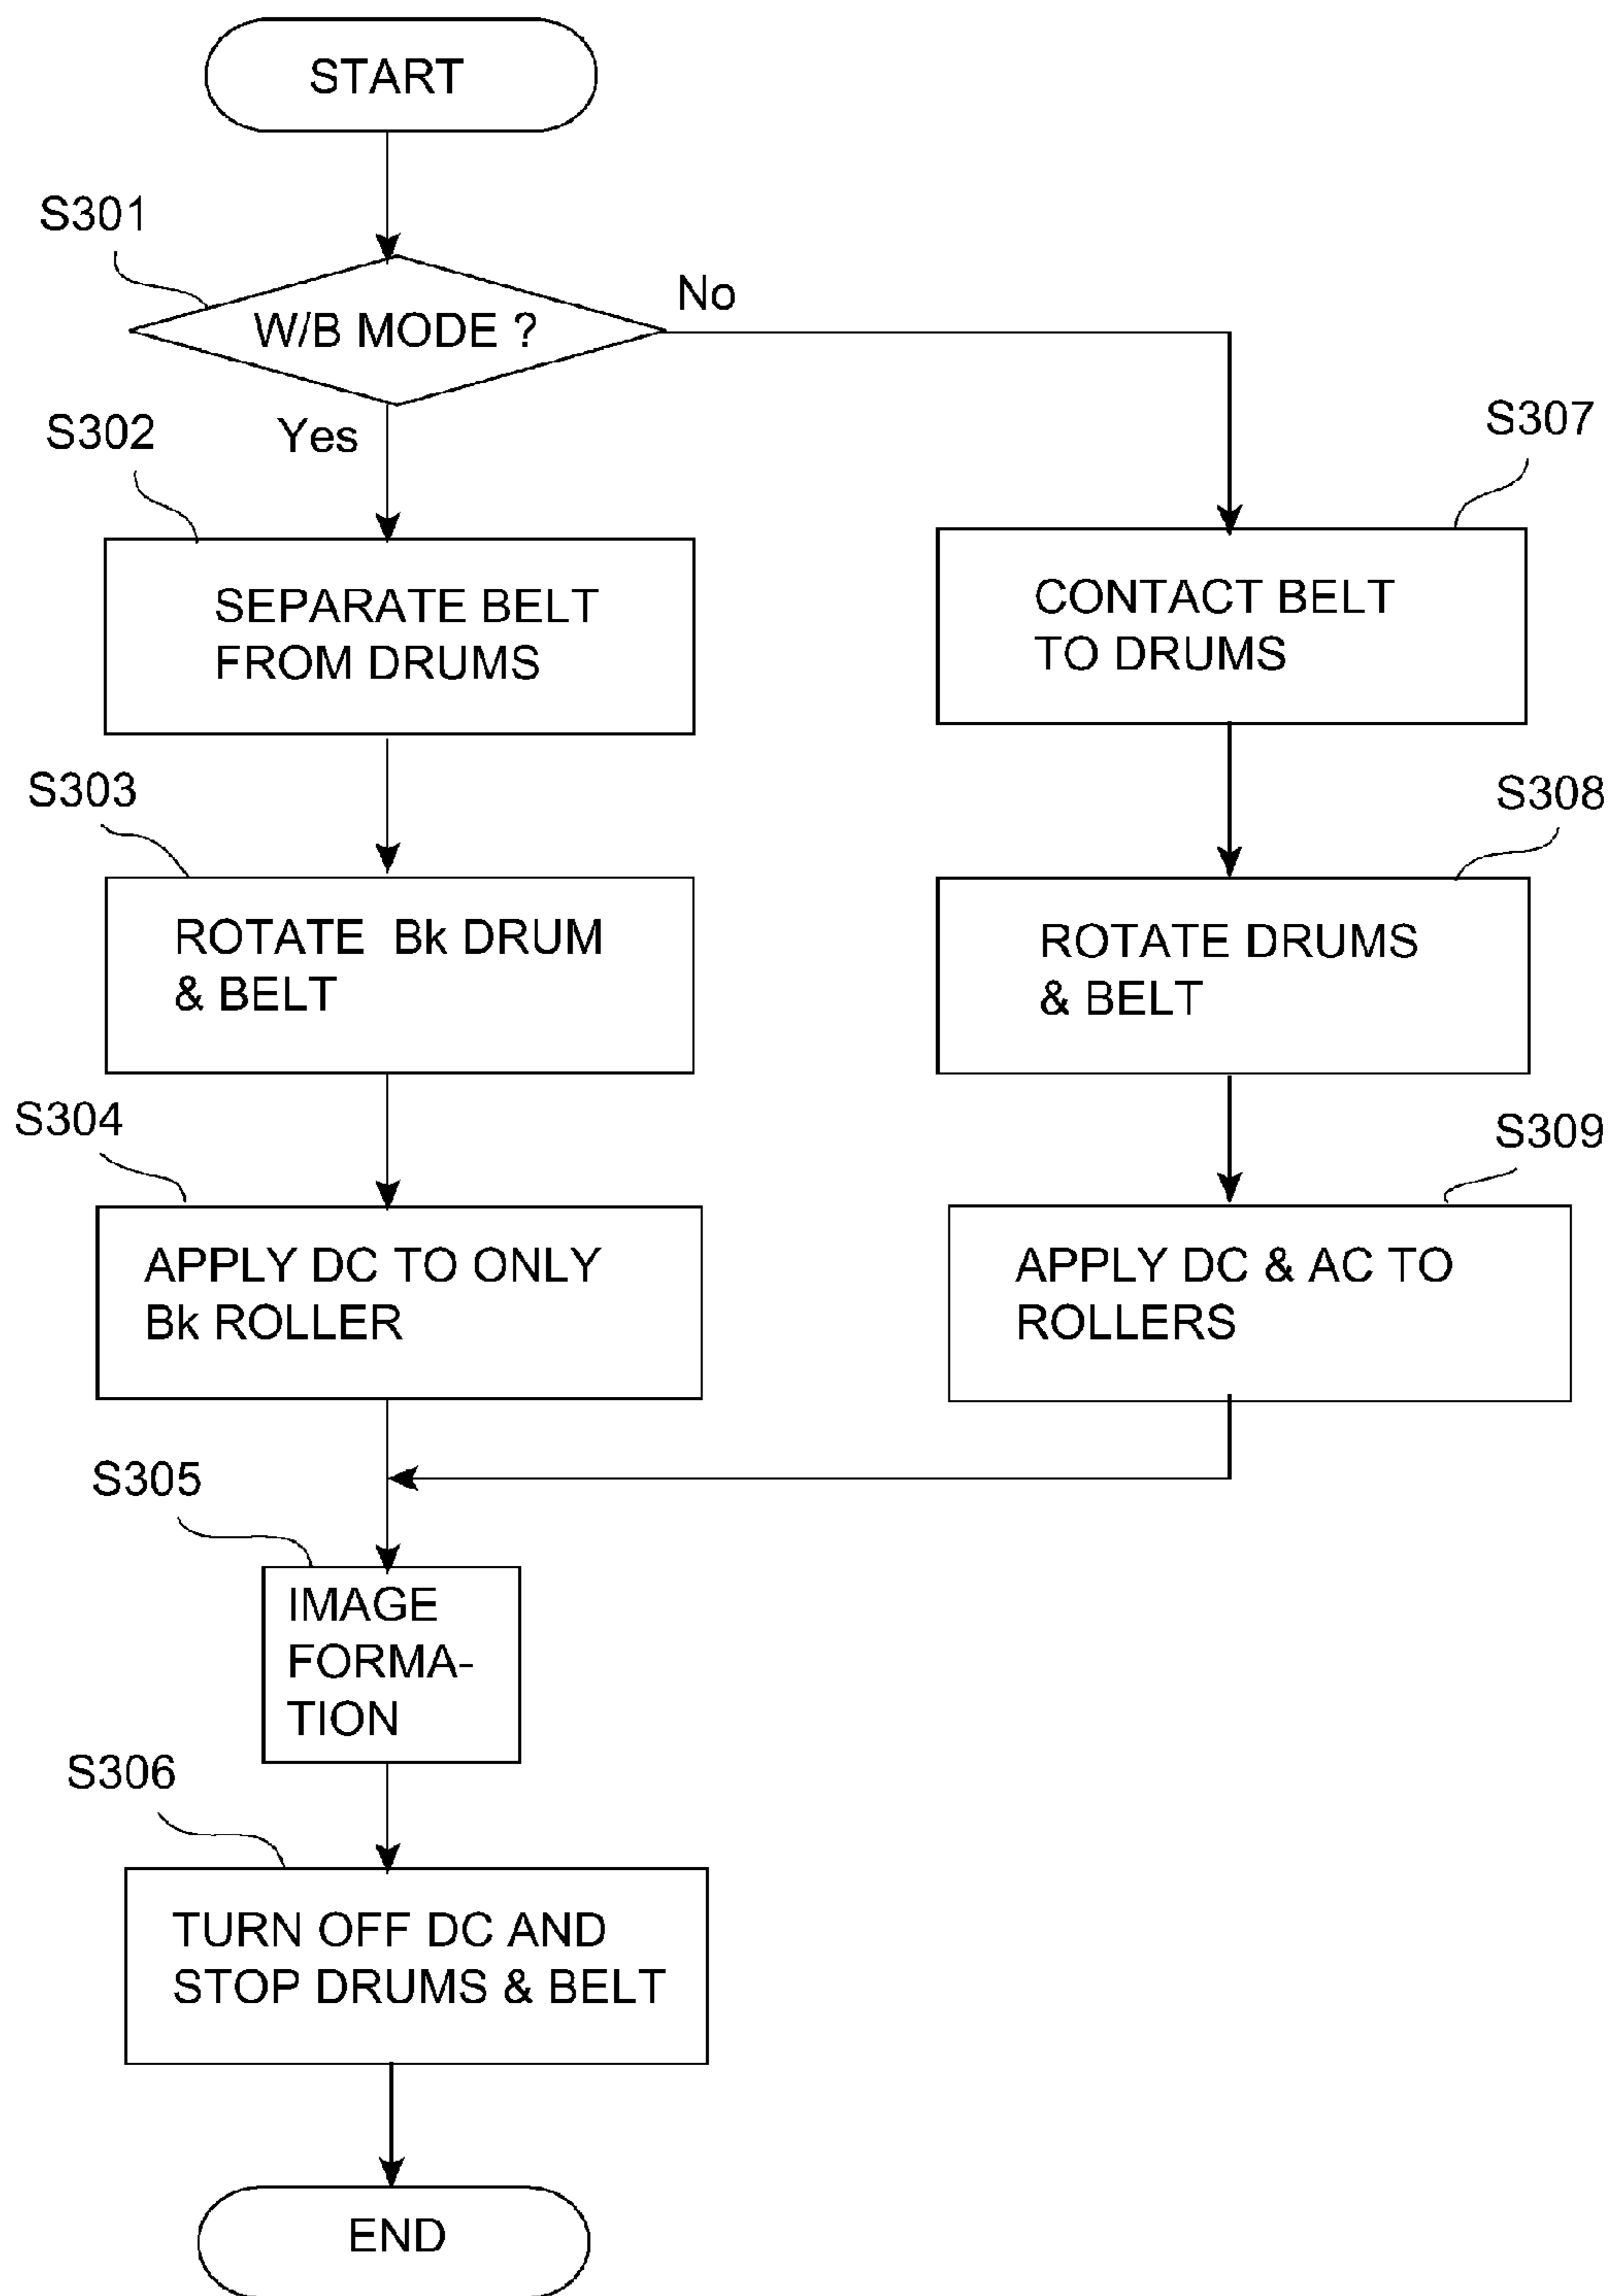 START
S301
W/B MODE ?
No
Yes
S302
SEPARATE BELT
FROM DRUMS
S307
CONTACT BELT
TO DRUMS
S303
ROTATE Bk DRUM
& BELT
S308
ROTATE DRUMS
& BELT
S304
APPLY DC TO ONLY
Bk ROLLER
S309
APPLY DC & AC TO
ROLLERS
S305
IMAGE
FORMA-
TION
S306
TURN OFF DC AND
STOP DRUMS & BELT
END